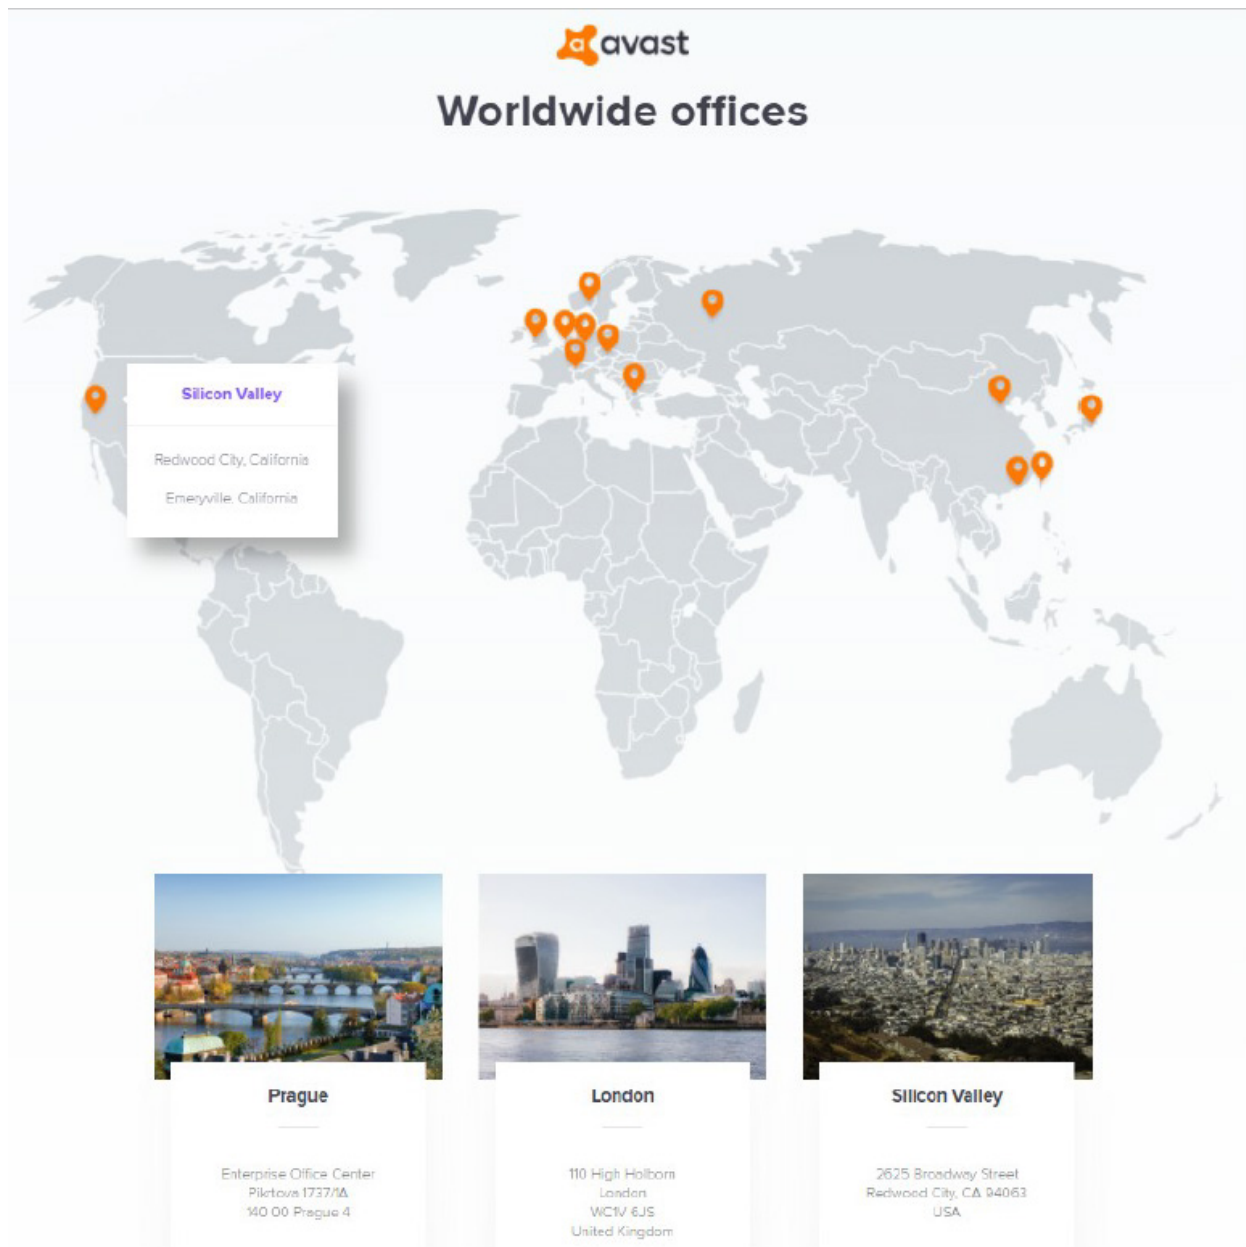 avast
Worldwide offices
Silicon Valley
Redwood City, California
Emeryville, California
Prague
Enterprise Office Center
Pikrtova 1737/1A
140 00 Prague 4
London
110 High Holborn
London
WC1V 6JS
United Kingdom
Silicon Valley
2625 Broadway Street
Redwood City, CA 94063
USA